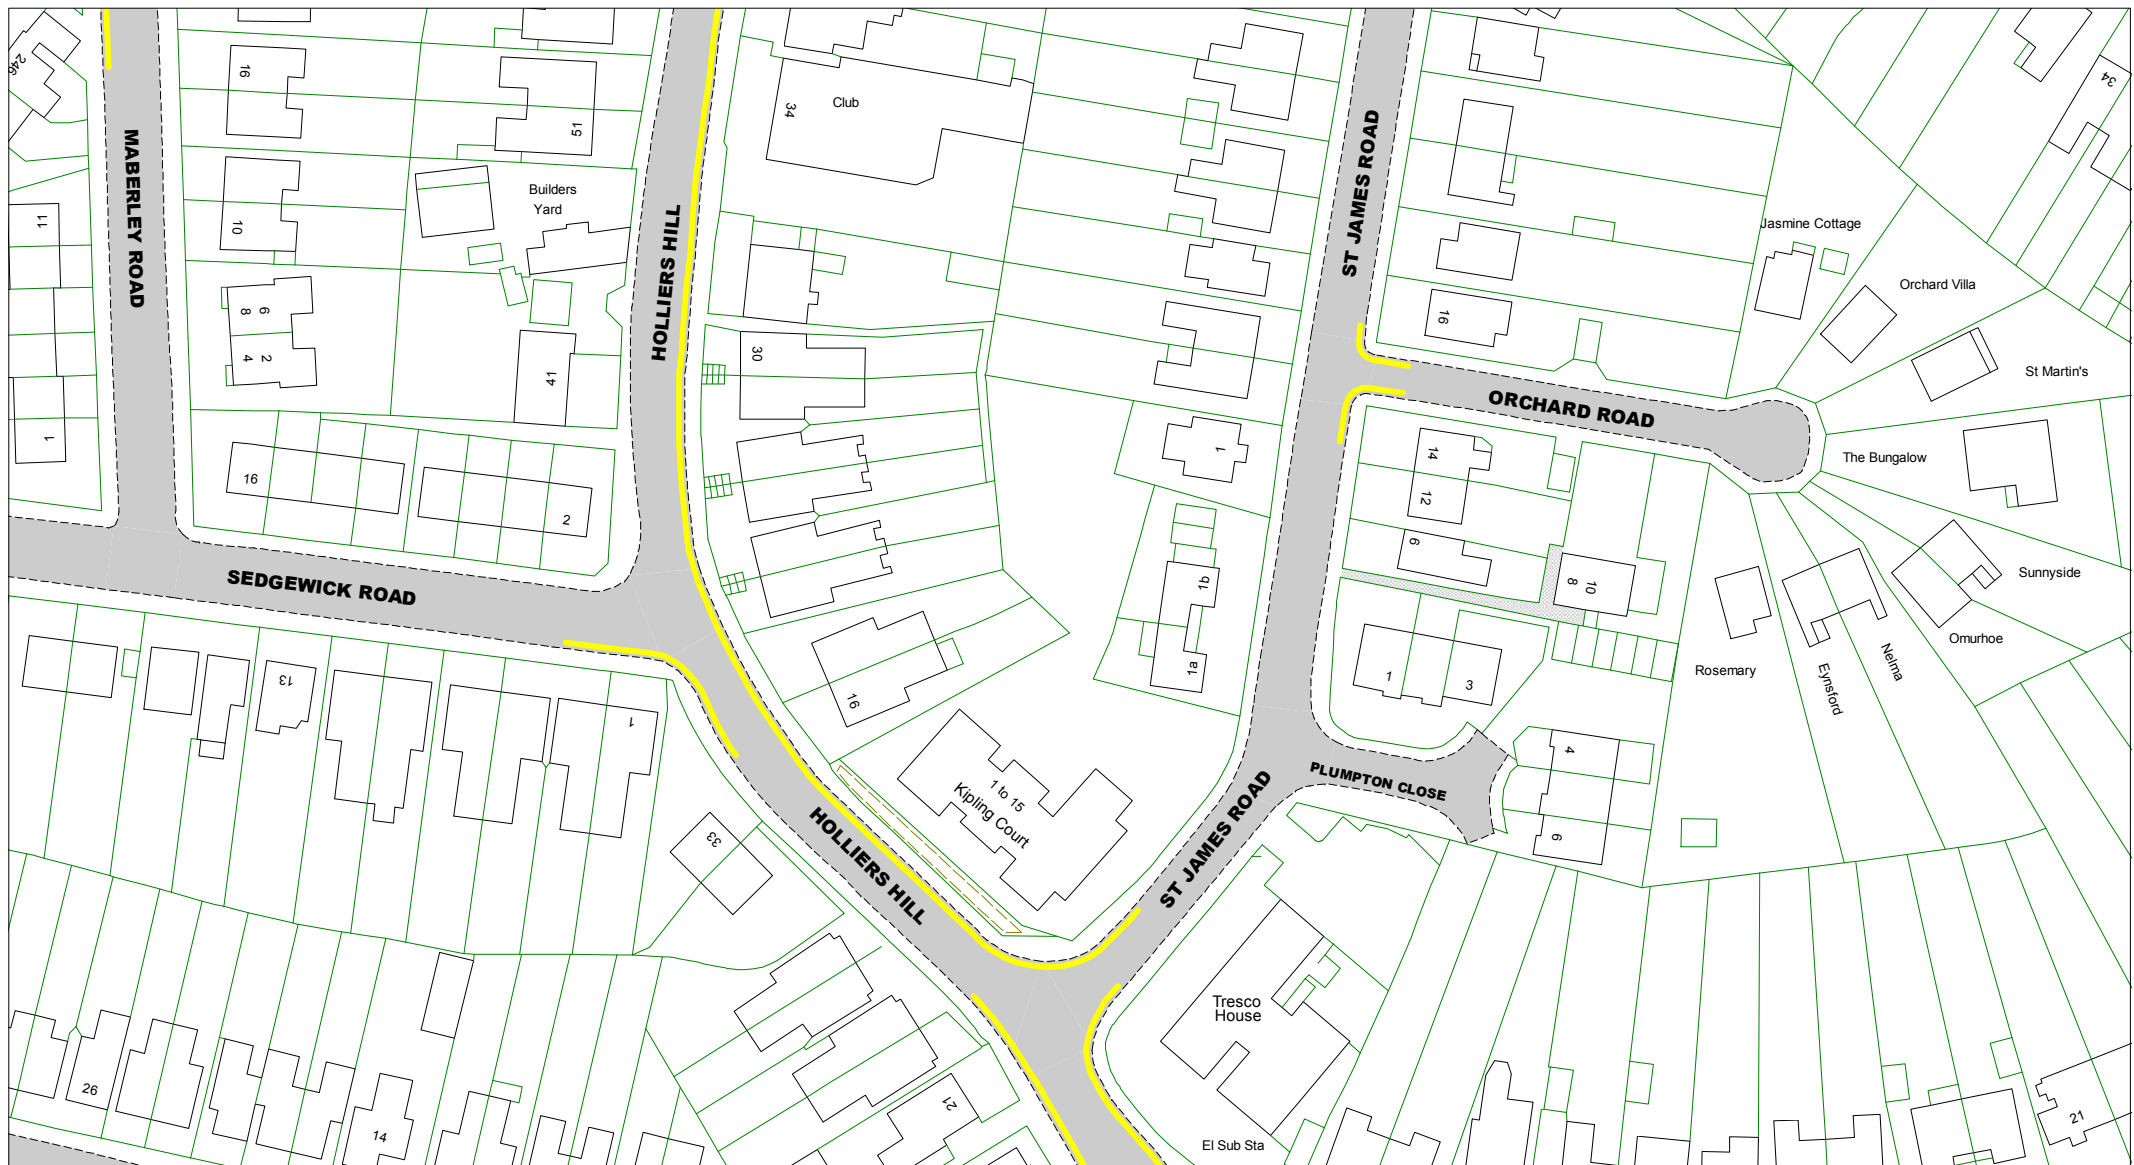 246
16
51
34
Club
34
MABERLEY ROAD
HOLLIERS HILL
ST JAMES ROAD
Builders
Yard
11
10
Jasmine Cottage
Orchard Villa
8
6
4
2
41
30
16
St Martin's
ORCHARD ROAD
1
1
14
12
The Bungalow
16
2
6
8
10
SEDGEWICK ROAD
1b
1a
Sunnyside
Omurhoe
Nelma
Eynsford
Rosemary
13
1
16
1
3
4
6
PLUMPTON CLOSE
1 to 15
Kipling Court
33
HOLLIERS HILL
ST JAMES ROAD
Tresco
House
26
14
21
El Sub Sta
21